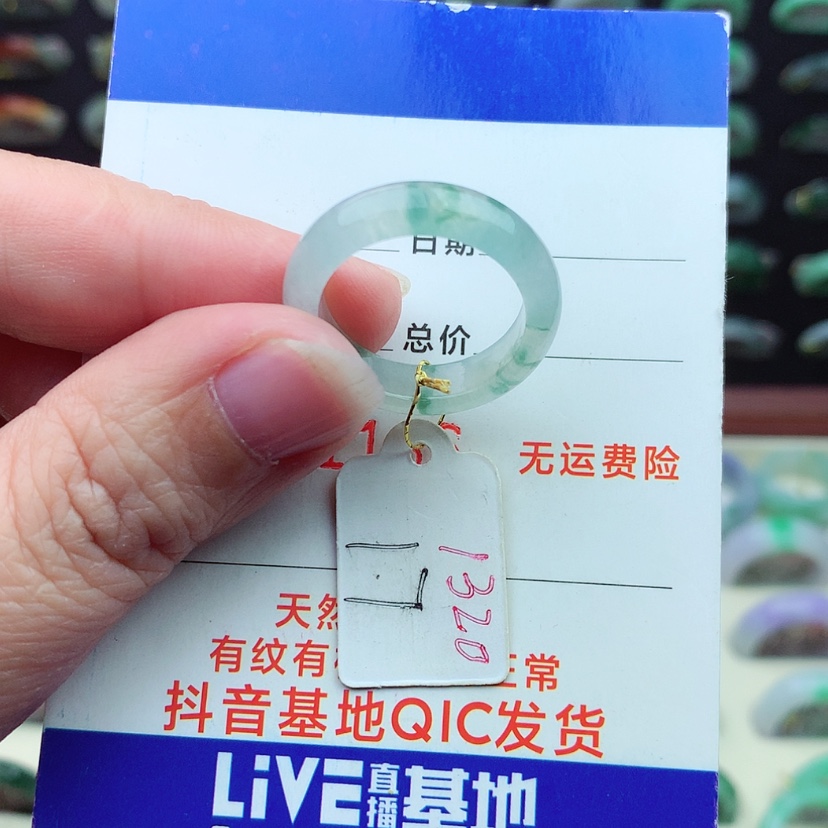 日期
总价
无运费险
1320
天然
有纹有
正常
抖音基地QIC发货
LiVE直播基地